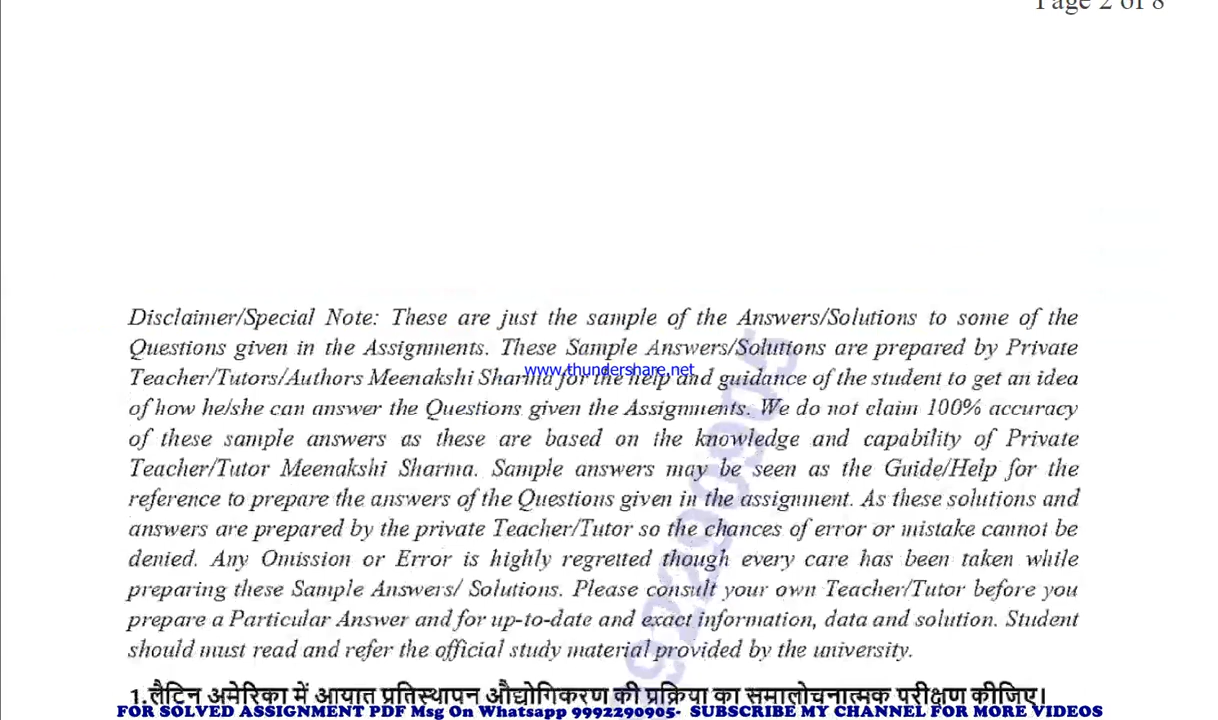 Page 2 of 8
Disclaimer/Special Note: These are just the sample of the Answers/Solutions to some of the
Questions given in the Assignments. These Sample Answers/Solutions are prepared by Private
www.thundershare.net
Teacher/Tutors/Authors Meenakshi Sharma for the help and guidance of the student to get an idea
of how he/she can answer the Questions given the Assignments. We do not claim 100% accuracy
of these sample answers as these are based on the knowledge and capability of Private
Teacher/Tutor Meenakshi Sharma. Sample answers may be seen as the Guide/Help for the
reference to prepare the answers of the Questions given in the assignment. As these solutions and
answers are prepared by the private Teacher/Tutor so the chances of error or mistake cannot be
denied. Any Omission or Error is highly regretted though every care has been taken while
preparing these Sample Answers/ Solutions. Please consult your own Teacher/Tutor before you
prepare a Particular Answer and for up-to-date and exact information, data and solution. Student
should must read and refer the official study material provided by the university.
1.लैटिन अमेरिका में आयात प्रतिस्थापन औद्योगिकरण की प्रक्रिया का समालोचनात्मक परीक्षण कीजिए।
FOR SOLVED ASSIGNMENT PDF Msg On Whatsapp 9992290905- SUBSCRIBE MY CHANNEL FOR MORE VIDEOS